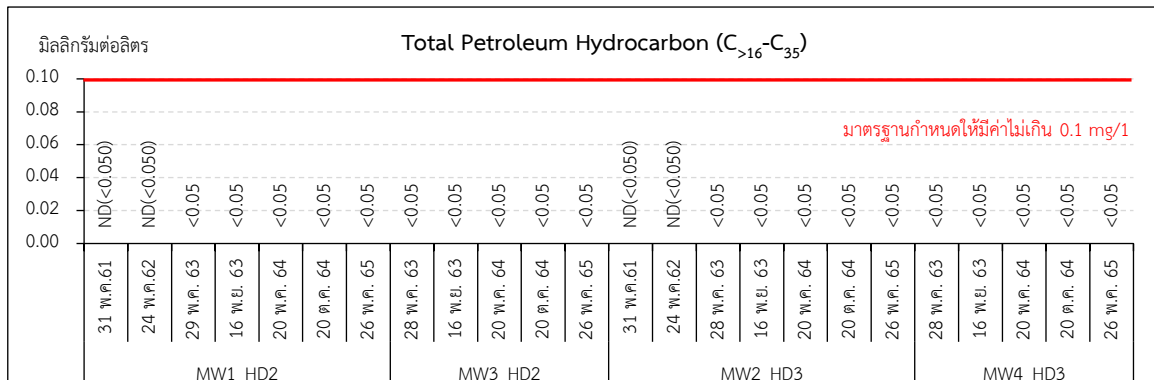 มิลลิกรัมต่อลิตร
Total Petroleum Hydrocarbon (C>16-C35)
0.10
0.08
0.06
0.04
0.02
0.00
มาตรฐานกำหนดให้มีค่าไม่เกิน 0.1 mg/1
ND(<0.050)
ND(<0.050)
<0.05
<0.05
<0.05
<0.05
<0.05
<0.05
<0.05
<0.05
<0.05
<0.05
ND(<0.050)
ND(<0.050)
<0.05
<0.05
<0.05
<0.05
<0.05
<0.05
<0.05
<0.05
<0.05
<0.05
31 พ.ค.61
24 พ.ค.62
29 พ.ค. 63
16 พ.ย. 63
20 พ.ค. 64
20 ต.ค. 64
26 พ.ค. 65
28 พ.ค. 63
16 พ.ย. 63
20 พ.ค. 64
20 ต.ค. 64
26 พ.ค. 65
31 พ.ค.61
24 พ.ค.62
28 พ.ค. 63
16 พ.ย. 63
20 พ.ค. 64
20 ต.ค. 64
26 พ.ค. 65
28 พ.ค. 63
16 พ.ย. 63
20 พ.ค. 64
20 ต.ค. 64
26 พ.ค. 65
MW1 HD2
MW3 HD2
MW2 HD3
MW4 HD3